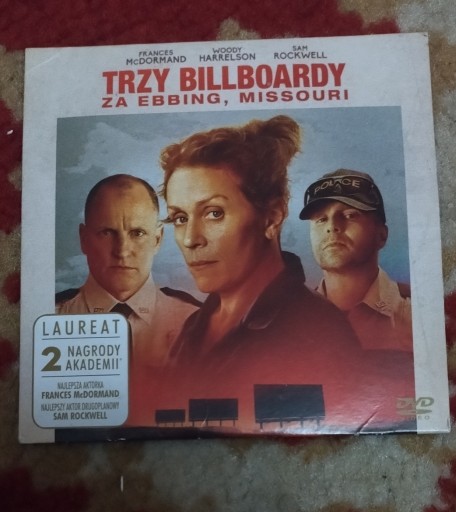 FRANCES McDORMAND
WOODY HARRELSON
SAM ROCKWELL
TRZY BILLBOARDY
ZA EBBING, MISSOURI
POLICE
LAUREAT
2 NAGRODY AKADEMII
NAJLEPSZA AKTORKA
FRANCES McDORMAND
NAJLEPSZY AKTOR DRUGOPLANOWY
SAM ROCKWELL
DVD